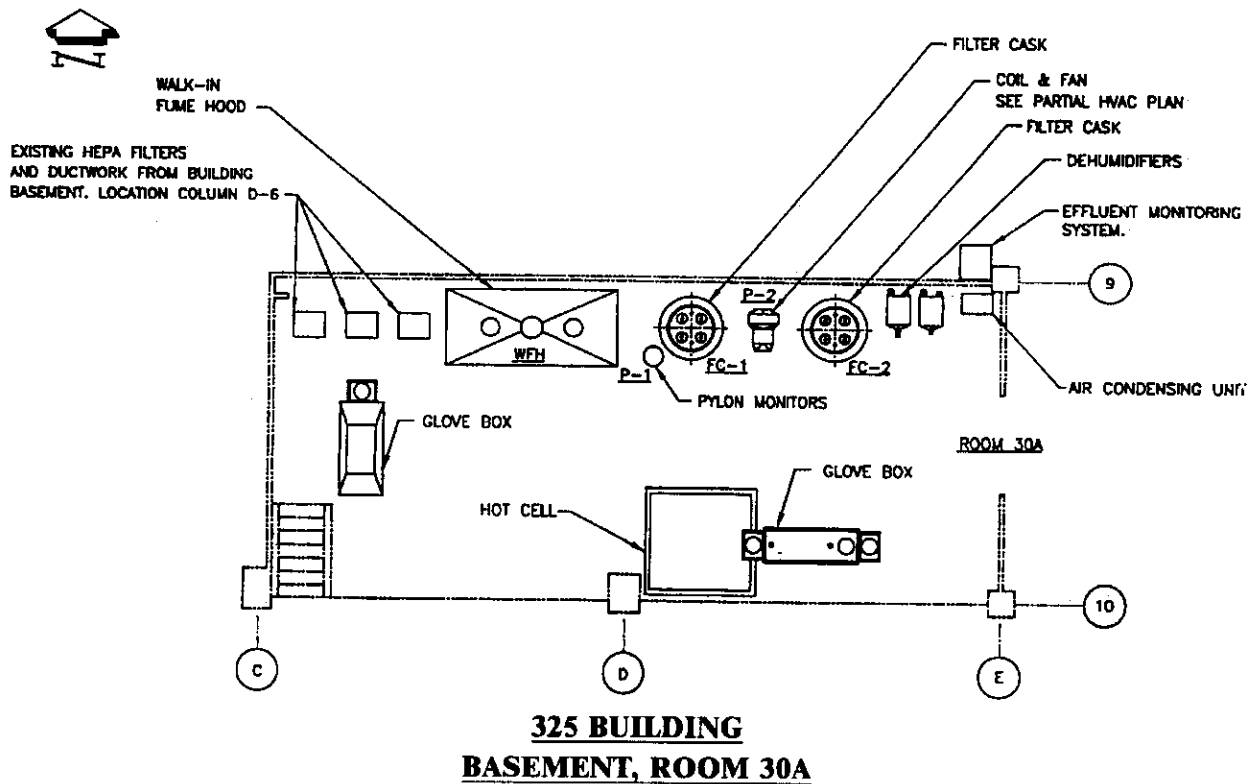 N
FILTER CASK
WALK-IN
FUME HOOD
COIL & FAN
SEE PARTIAL HVAC PLAN
FILTER CASK
EXISTING HEPA FILTERS
AND DUCTWORK FROM BUILDING
BASEMENT. LOCATION COLUMN D-6
DEHUMIDIFIERS
EFFLUENT MONITORING
SYSTEM.
9
P-2
WFH
P-1
FC-1
FC-2
PYLON MONITORS
AIR CONDENSING UNIT
GLOVE BOX
ROOM 30A
GLOVE BOX
HOT CELL
10
C
D
E
325 BUILDING
BASEMENT, ROOM 30A